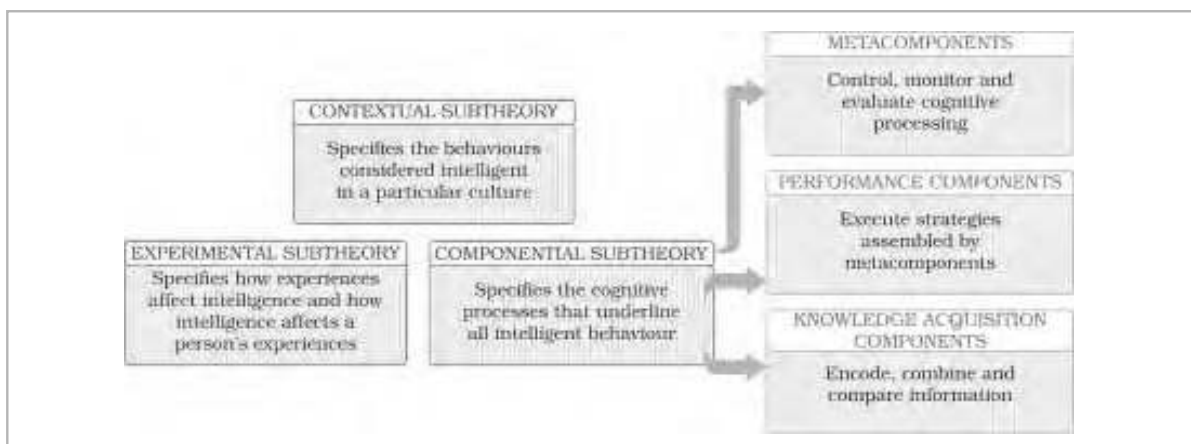 CONTEXTUAL SUBTHEORY
Specifies the behaviours
considered intelligent
in a particular culture
EXPERIMENTAL SUBTHEORY
Specifies how experiences
affect intelligence and how
intelligence affects a
person's experiences
COMPONENTIAL SUBTHEORY
Specifies the cognitive
processes that underline
all intelligent behaviour
METACOMPONENTS
Control, monitor and
evaluate cognitive
processing
PERFORMANCE COMPONENTS
Execute strategies
assembled by
metacomponents
KNOWLEDGE ACQUISITION
COMPONENTS
Encode, combine and
compare information